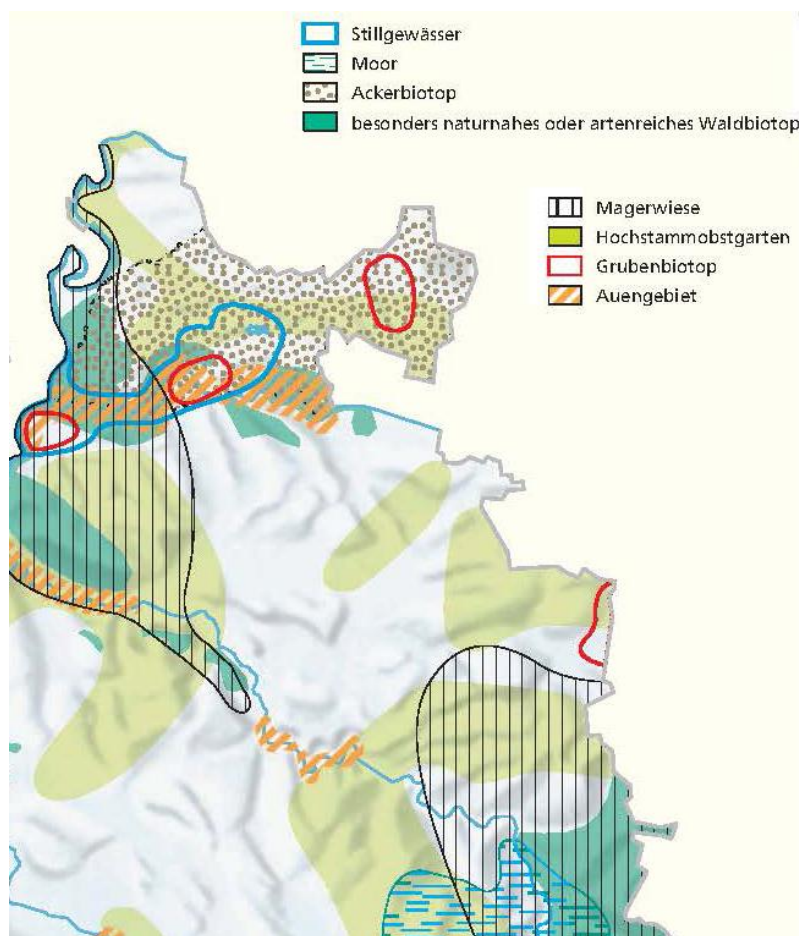 Stillgewässer
Moor
Ackerbiotop
besonders naturnahes oder artenreiches Waldbiotop
Magerwiese
Hochstammobstgarten
Grubenbiotop
Auengebiet